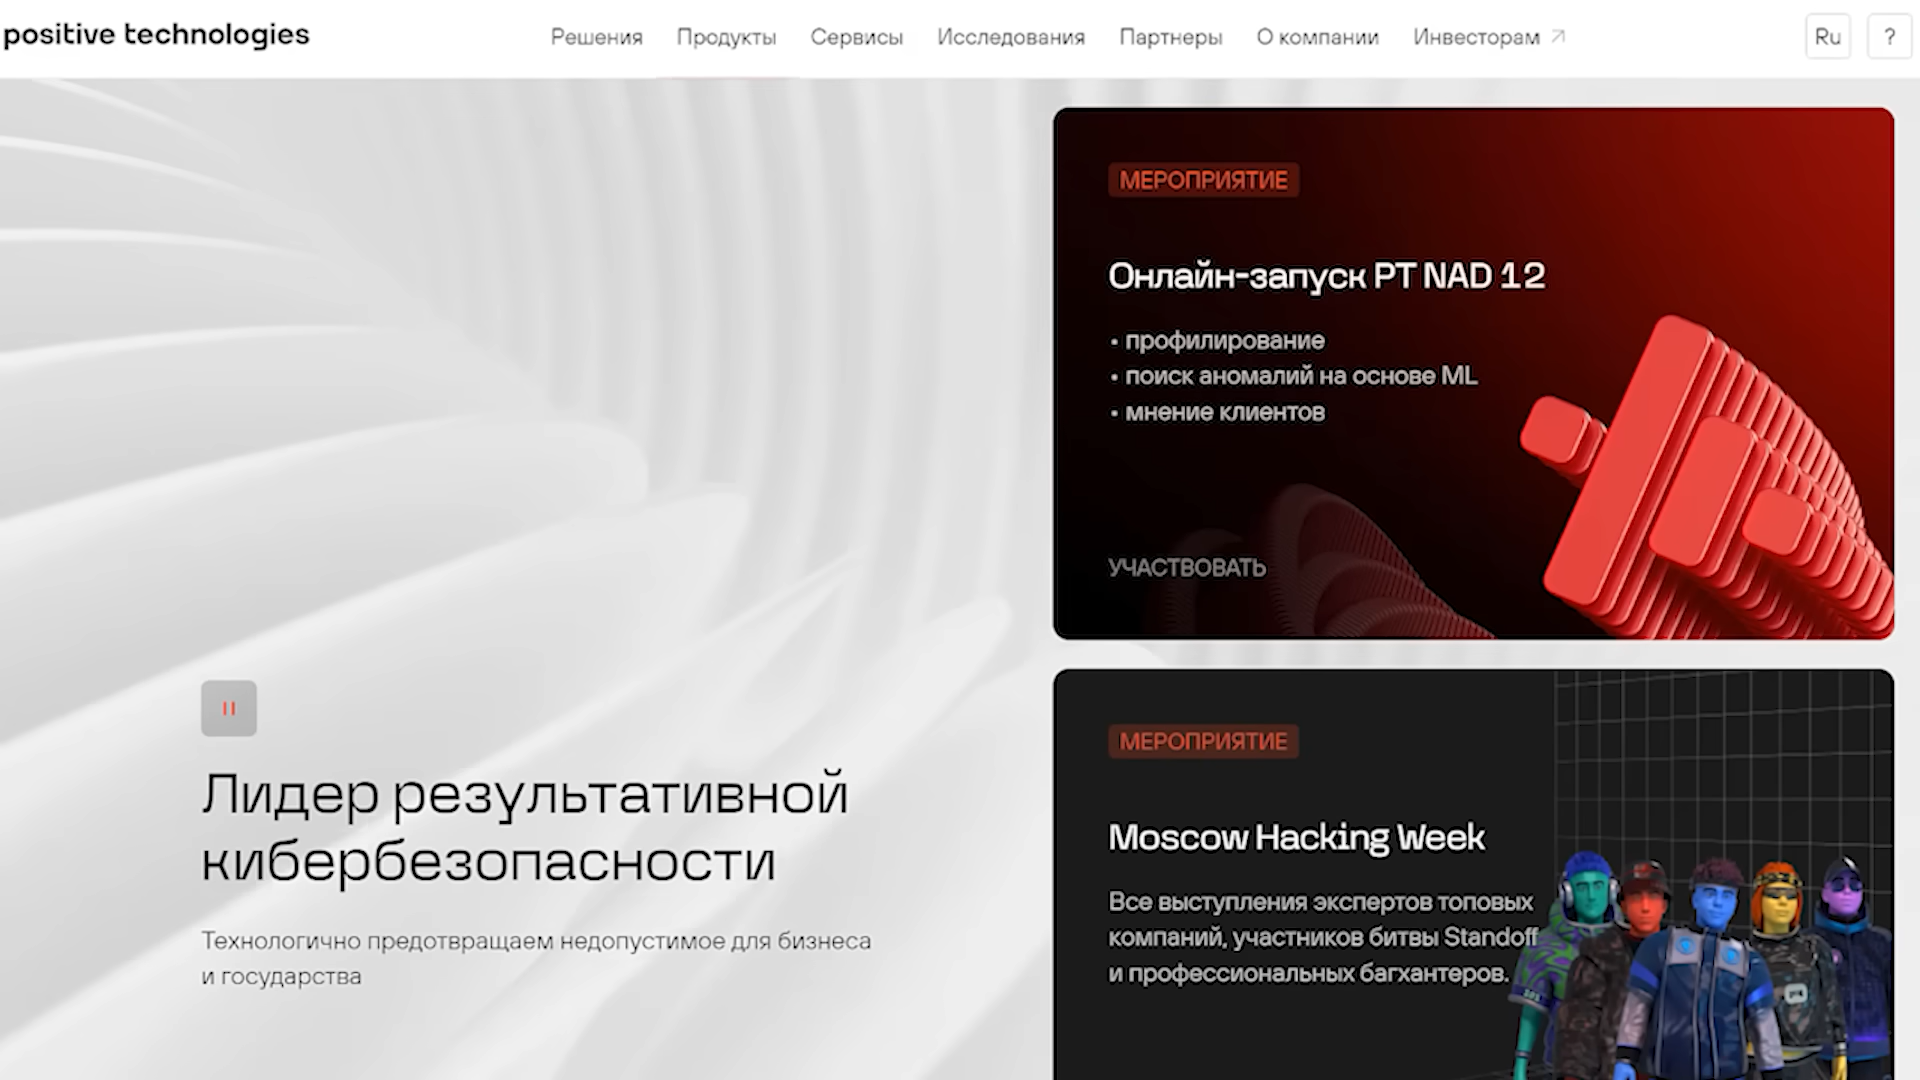 positive technologies
Решения Продукты Сервисы Исследования Партнеры О компании Инвесторам
Ru ?
МЕРОПРИЯТИЕ
Онлайн-запуск PT NAD 12
• профилирование
• поиск аномалий на основе ML
• мнение клиентов
УЧАСТВОВАТЬ
Лидер результативной
кибербезопасности
Технологично предотвращаем недопустимое для бизнеса
и государства
МЕРОПРИЯТИЕ
Moscow Hacking Week
Все выступления экспертов топовых
компаний, участников битвы Standoff
и профессиональных багхантеров.